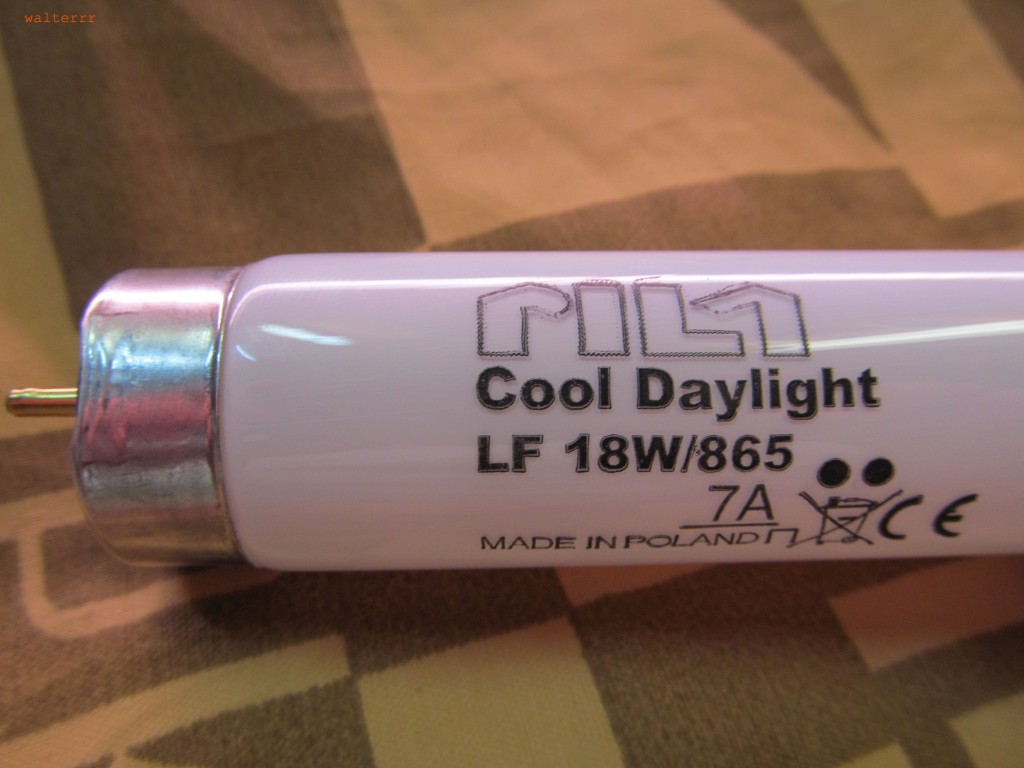 walterrr
PILA
Cool Daylight
LF 18W/865
7A
MADE IN POLAND
CE